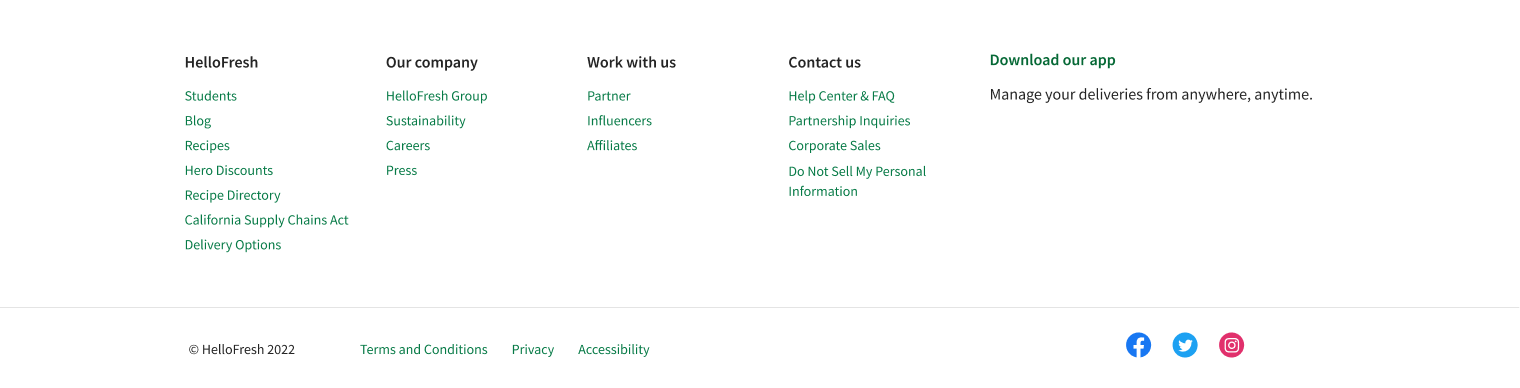 HelloFresh
Students
Blog
Recipes
Hero Discounts
Recipe Directory
California Supply Chains Act
Delivery Options
Our company
HelloFresh Group
Sustainability
Careers
Press
Work with us
Partner
Influencers
Affiliates
Contact us
Help Center & FAQ
Partnership Inquiries
Corporate Sales
Do Not Sell My Personal
Information
Download our app
Manage your deliveries from anywhere, anytime.
© HelloFresh 2022
Terms and Conditions
Privacy
Accessibility